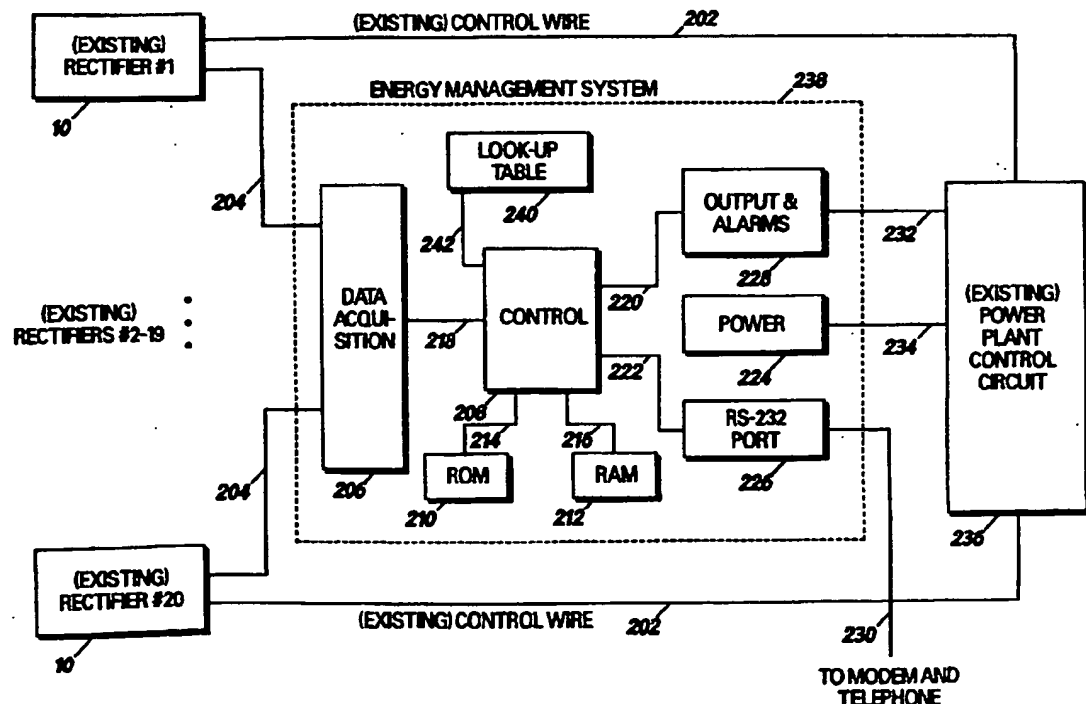 (EXISTING) CONTROL WIRE
202
(EXISTING)
RECTIFIER #1
10
ENERGY MANAGEMENT SYSTEM
238
LOOK-UP
TABLE
240
204
242
OUTPUT &
ALARMS
228
232
DATA
ACQUI-
SITION
206
218
CONTROL
208
220
222
(EXISTING)
RECTIFIERS #2-19
POWER
224
234
(EXISTING)
POWER
PLANT
CONTROL
CIRCUIT
236
214
216
ROM
210
RAM
212
RS-232
PORT
226
204
(EXISTING)
RECTIFIER #20
10
(EXISTING) CONTROL WIRE
202
230
TO MODEM AND
TELEPHONE